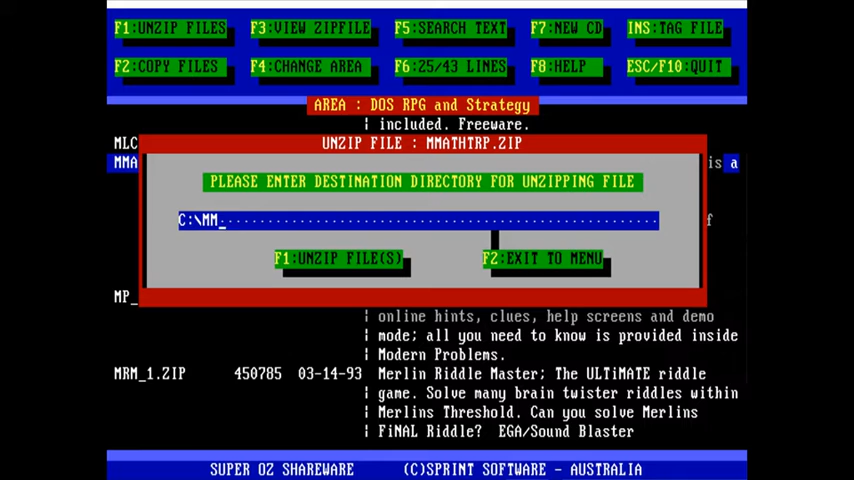 F1:UNZIP FILES F3:VIEW ZIPFILE F5:SEARCH TEXT F7:NEW CD INS:TAG FILE
F2:COPY FILES F4:CHANGE AREA F6:25/43 LINES F8:HELP ESC/F10:QUIT
AREA : DOS RPG and Strategy
¦ included. Freeware.
MLC
UNZIP FILE : MMATHTRP.ZIP
MMA is a
PLEASE ENTER DESTINATION DIRECTORY FOR UNZIPPING FILE
C:\MM_
f
F1:UNZIP FILE(S) F2:EXIT TO MENU
MP_
¦ online hints, clues, help screens and demo
¦ mode; all you need to know is provided inside
¦ Modern Problems.
MRM_1.ZIP 450785 03-14-93 ¦ Merlin Riddle Master; The ULTiMATE riddle
¦ game. Solve many brain twister riddles within
¦ Merlins Threshold. Can you solve Merlins
¦ FiNAL Riddle? EGA/Sound Blaster
SUPER OZ SHAREWARE (C)SPRINT SOFTWARE - AUSTRALIA